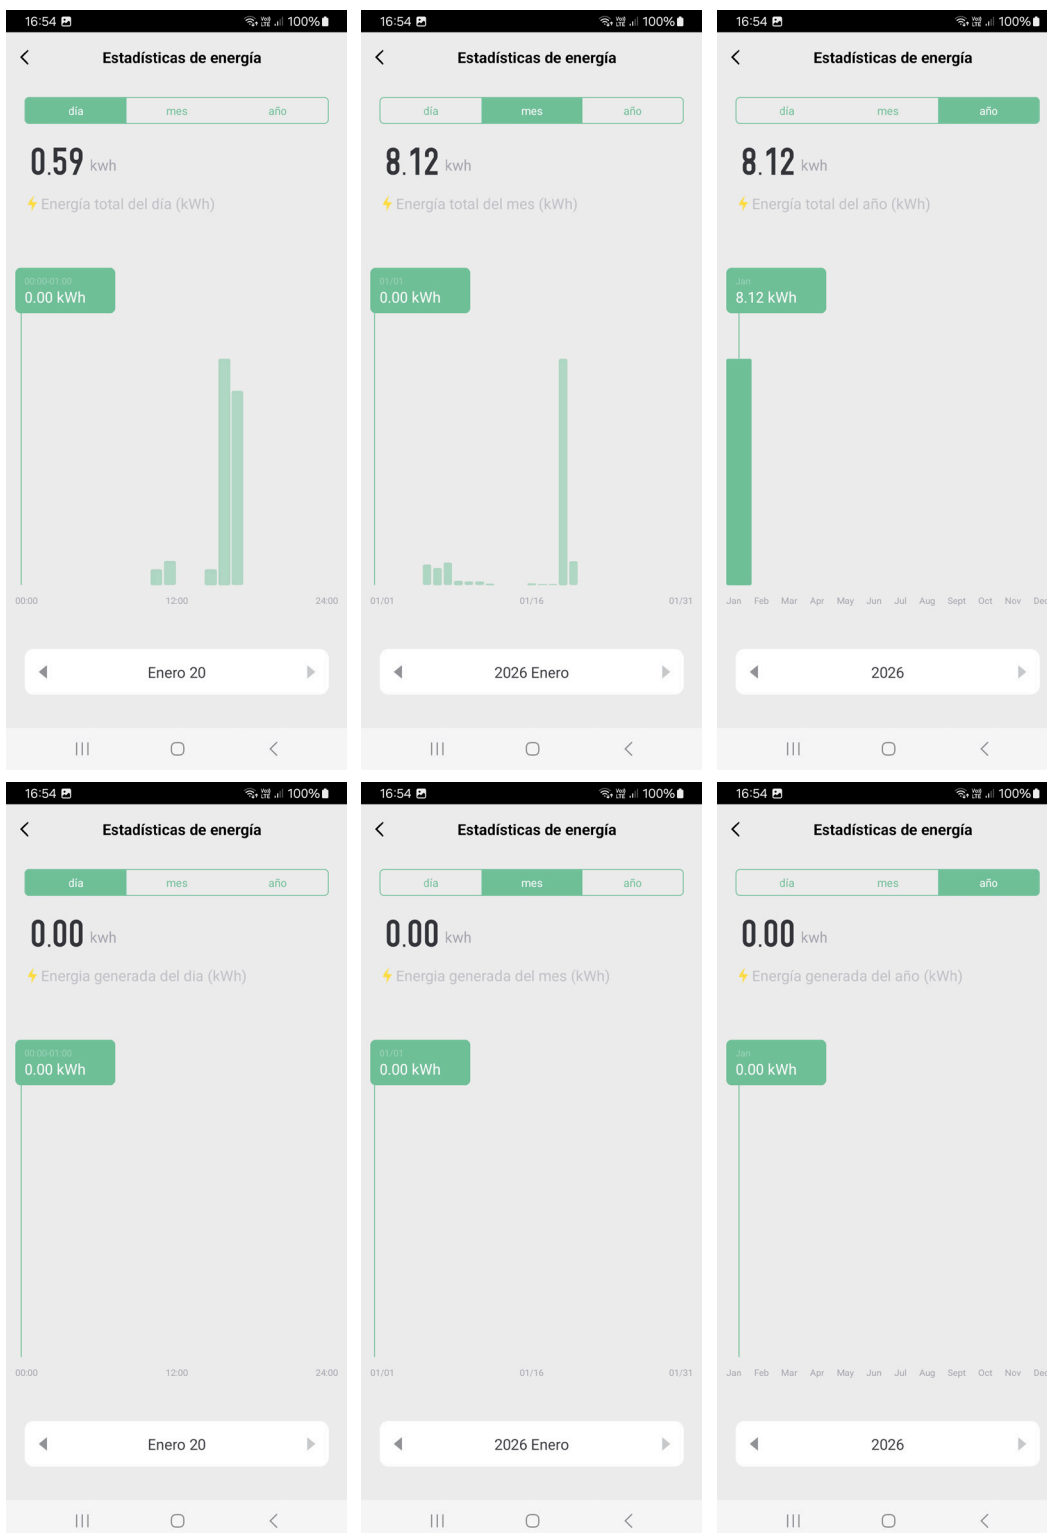 16:54 100%
Estadísticas de energía
día mes año
0.59 kwh
Energía total del día (kWh)
00:00-01:00
0.00 kWh
00:00 12:00 24:00
Enero 20
16:54 100%
Estadísticas de energía
día mes año
8.12 kwh
Energía total del mes (kWh)
01/01
0.00 kWh
01/01 01/16 01/31
2026 Enero
16:54 100%
Estadísticas de energía
día mes año
8.12 kwh
Energía total del año (kWh)
Jan
8.12 kWh
Jan Feb Mar Apr May Jun Jul Aug Sept Oct Nov Dec
2026
16:54 100%
Estadísticas de energía
día mes año
0.00 kwh
Energia generada del dia (kWh)
00:00-01:00
0.00 kWh
00:00 12:00 24:00
Enero 20
16:54 100%
Estadísticas de energía
día mes año
0.00 kwh
Energia generada del mes (kWh)
01/01
0.00 kWh
01/01 01/16 01/31
2026 Enero
16:54 100%
Estadísticas de energía
día mes año
0.00 kwh
Energía generada del año (kWh)
Jan
0.00 kWh
Jan Feb Mar Apr May Jun Jul Aug Sept Oct Nov Dec
2026